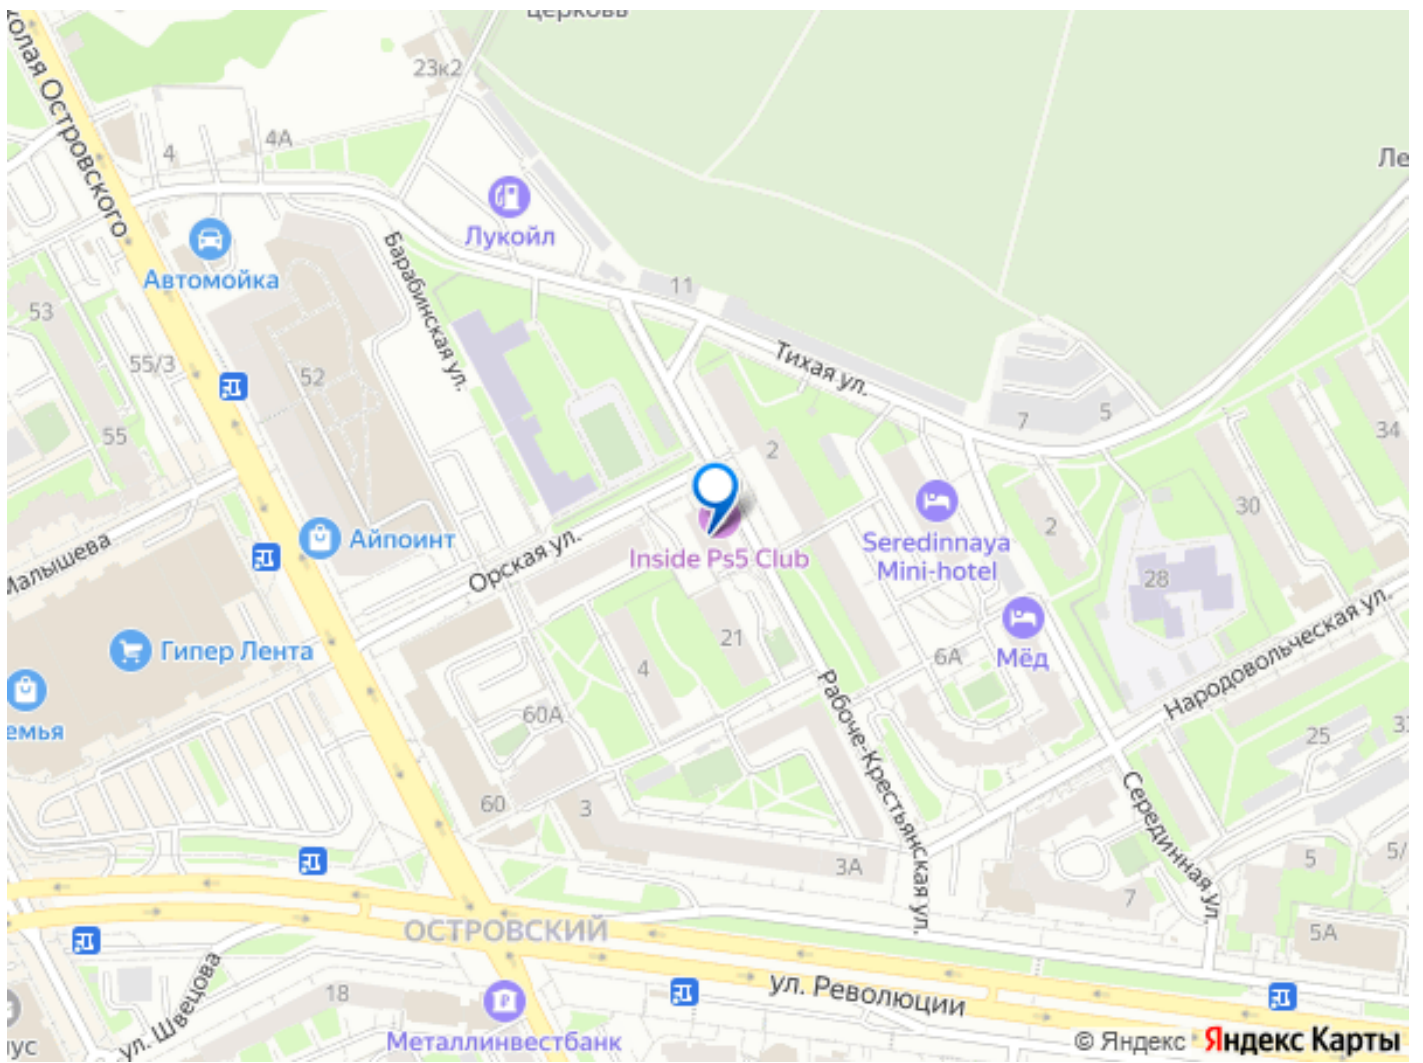 церковь
23к2
олая Островского
4А
4
Ле
Лукойл
Автомойка
Барабинская ул.
11
53
55/3
52
Тихая ул.
7
5
34
55
2
30
2
Айпоинт
Малышева
Орская ул.
Inside Ps5 Club
Seredinnaya
Mini-hotel
28
Гипер Лента
21
4
6А
Мёд
Народовольческая ул.
емья
60А
Рабоче-Крестьянская ул.
25
60
3
Серединная ул.
3А
7
5
5/
ОСТРОВСКИЙ
5А
ул. Швецова
18
ул. Революции
Металлинвестбанк
ус
© Яндекс Яндекс Карты